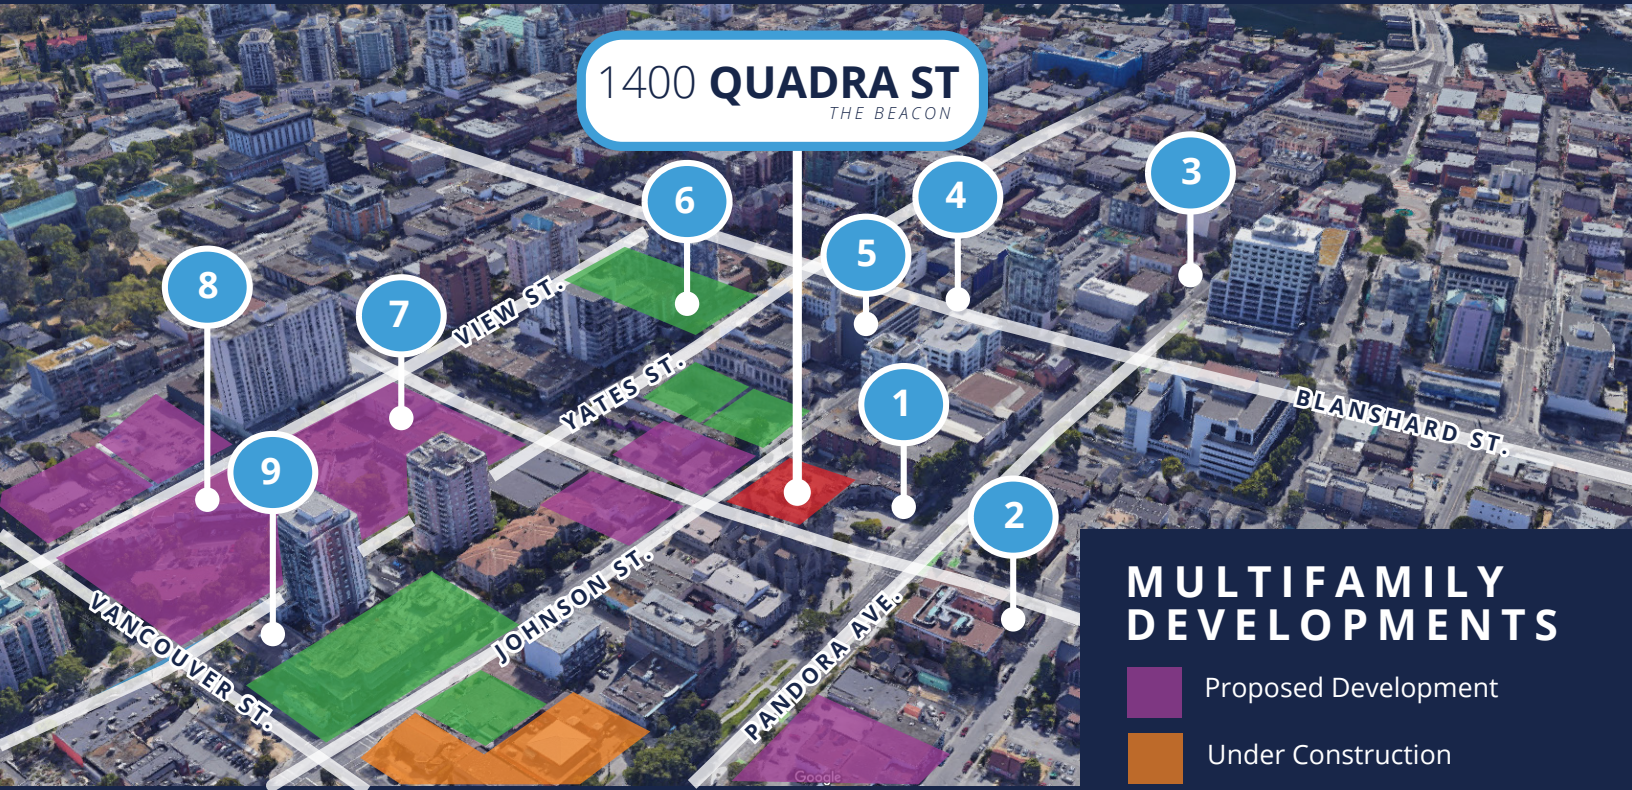 1400 QUADRA ST
THE BEACON
3
4
6
5
8
7
VIEW ST.
YATES ST.
1
BLANSHARD ST.
9
2
JOHNSON ST.
VANCOUVER ST.
PANDORA AVE.
MULTIFAMILY
DEVELOPMENTS
Proposed Development
Under Construction
Google